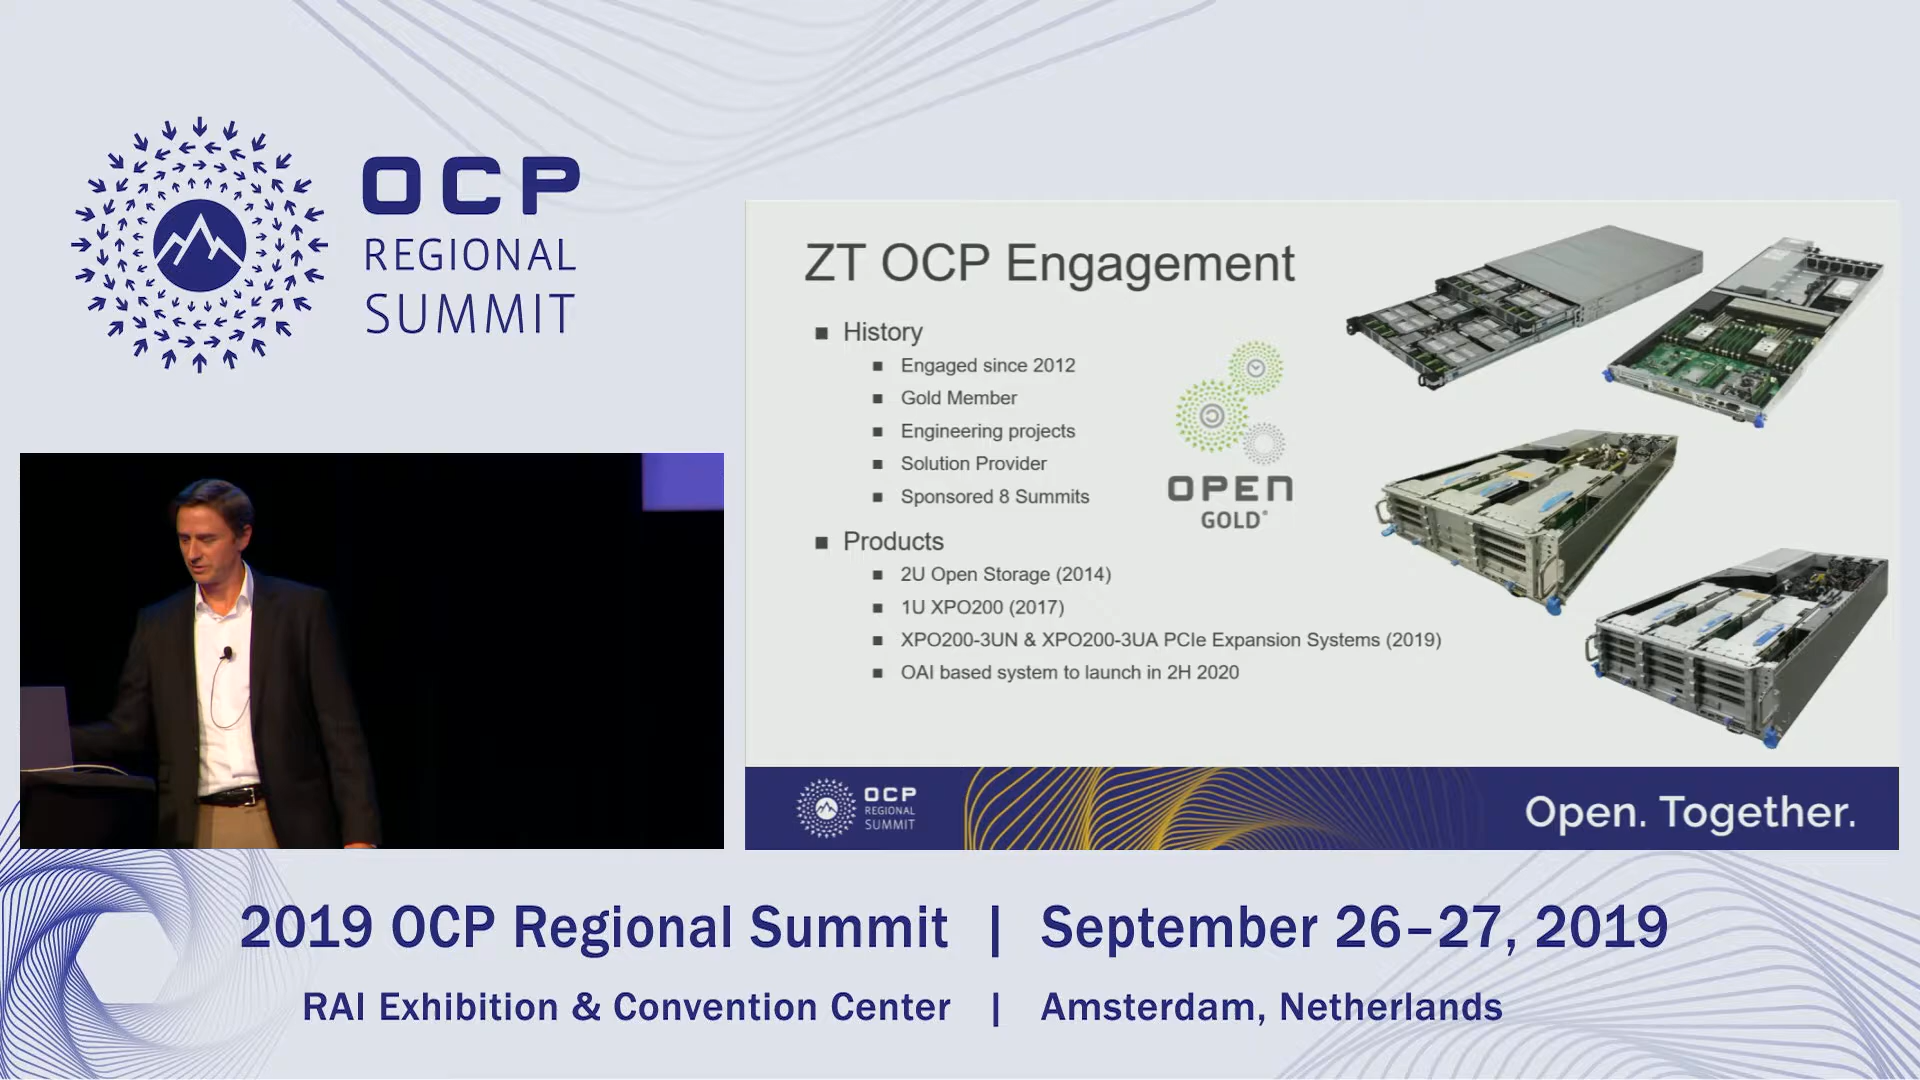 OCP
REGIONAL
SUMMIT
ZT OCP Engagement
■ History
■ Engaged since 2012
■ Gold Member
■ Engineering projects
■ Solution Provider
■ Sponsored 8 Summits
OPEN
GOLD®
■ Products
■ 2U Open Storage (2014)
■ 1U XPO200 (2017)
■ XPO200-3UN & XPO200-3UA PCIe Expansion Systems (2019)
■ OAI based system to launch in 2H 2020
OCP
REGIONAL
SUMMIT
Open. Together.
2019 OCP Regional Summit | September 26–27, 2019
RAI Exhibition & Convention Center | Amsterdam, Netherlands